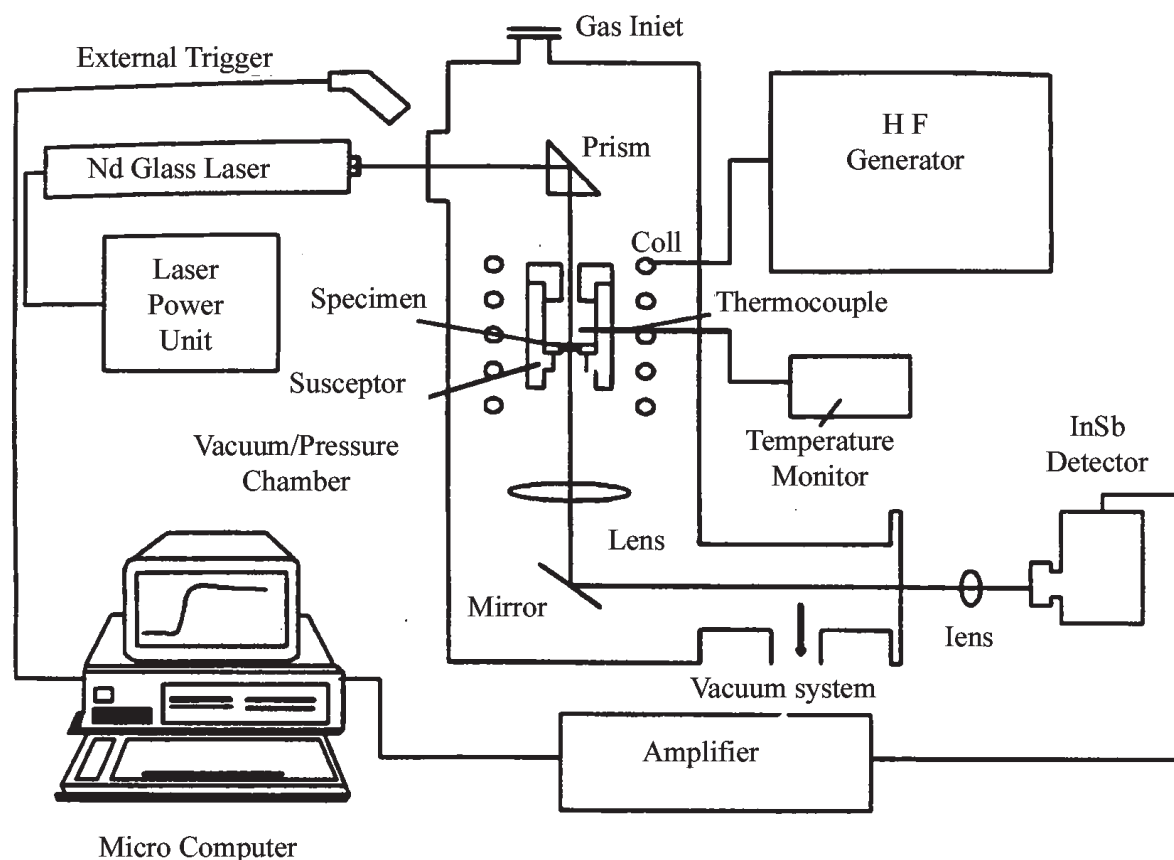 Gas Iniet
External Trigger
H F
Generator
Prism
Nd Glass Laser
Coll
Laser
Power
Unit
Specimen
Thermocouple
Susceptor
Vacuum/Pressure
Chamber
Temperature
Monitor
InSb
Detector
Lens
Mirror
Iens
Vacuum system
Amplifier
Micro Computer